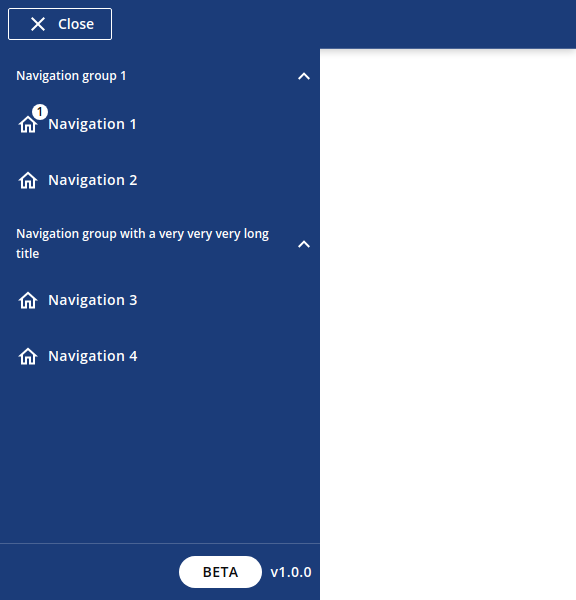 Close
Navigation group 1
1
Navigation 1
Navigation 2
Navigation group with a very very very long
title
Navigation 3
Navigation 4
BETA v1.0.0